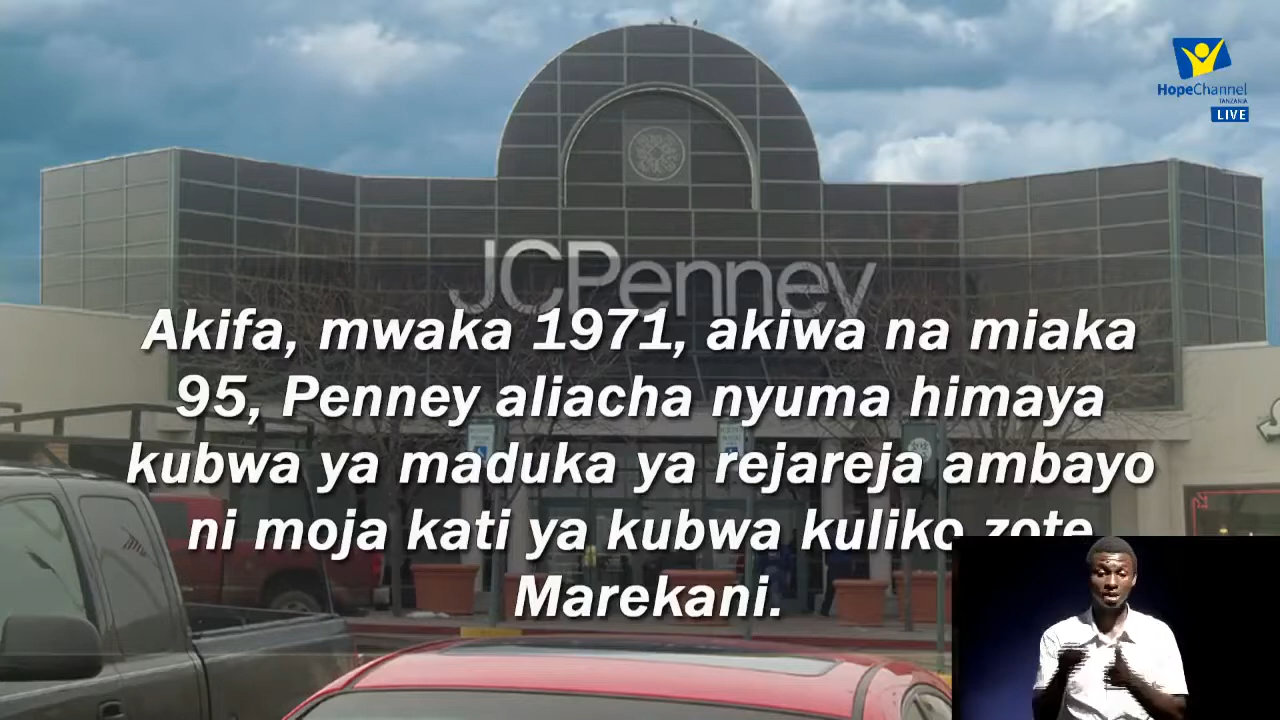 HopeChannel
TANZANIA
LIVE
JCPenney
Akifa, mwaka 1971, akiwa na miaka
95, Penney aliacha nyuma himaya
kubwa ya maduka ya rejareja ambayo
ni moja kati ya kubwa kuliko zote
Marekani.